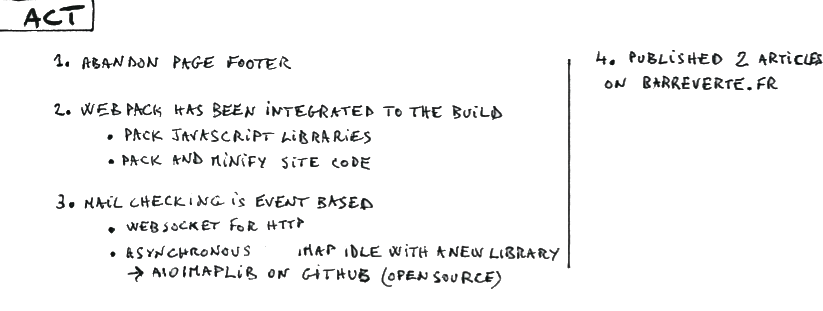 ACT
1. ABANDON PAGE FOOTER
2. WEBPACK HAS BEEN INTEGRATED TO THE BUILD
• PACK JAVASCRIPT LIBRARIES
• PACK AND MINIFY SITE CODE
3. MAIL CHECKING IS EVENT BASED
• WEBSOCKET FOR HTTP
• ASYNCHRONOUS IMAP IDLE WITH A NEW LIBRARY
→ AIOIMAPLIB ON GITHUB (OPEN SOURCE)
4. PUBLISHED 2 ARTICLES
ON BARREVERTE.FR